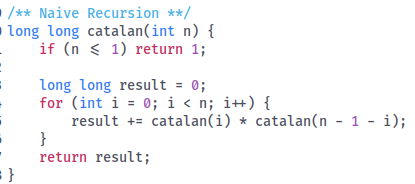 /** Naive Recursion **/
long long catalan(int n) {
    if (n <= 1) return 1;

    long long result = 0;
    for (int i = 0; i < n; i++) {
        result += catalan(i) * catalan(n - 1 - i);
    }
    return result;
}